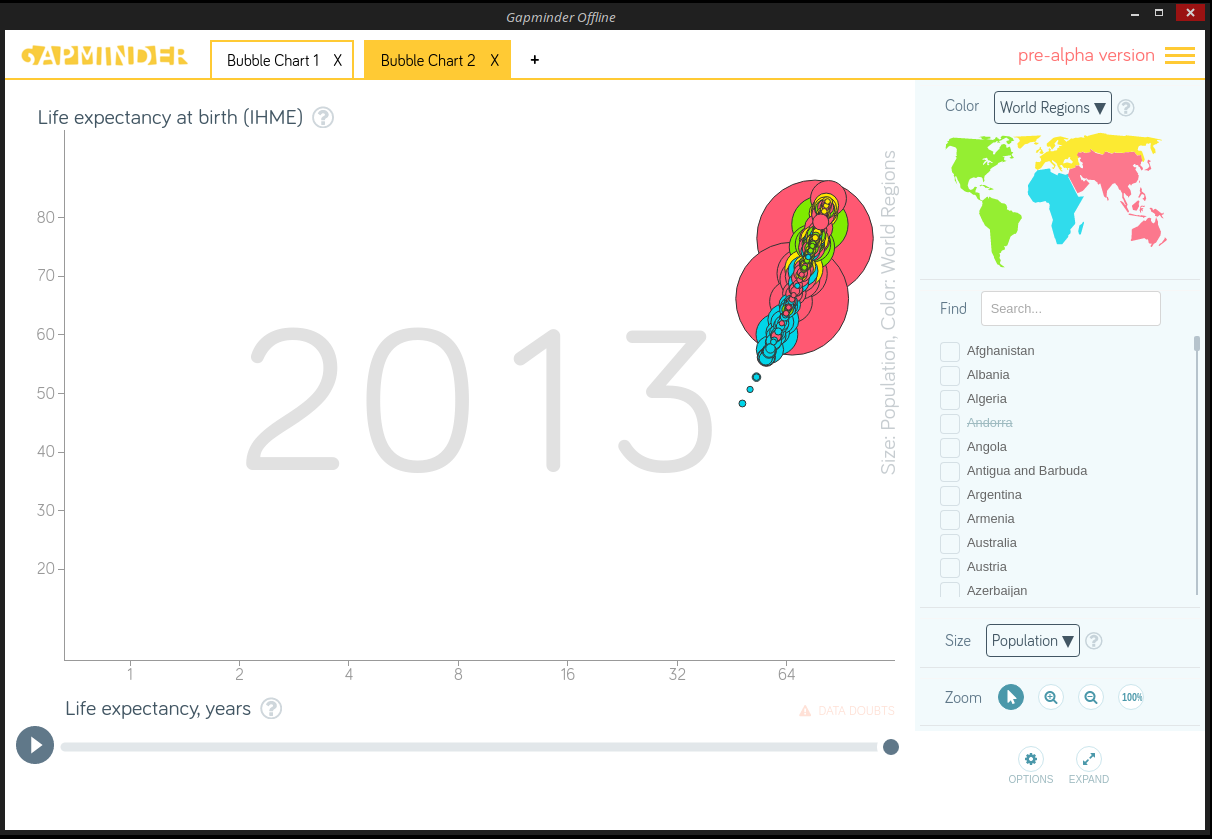 Gapminder Offline
GAPMINDER
Bubble Chart 1 X
Bubble Chart 2 X
+
pre-alpha version
Life expectancy at birth (IHME) ?
80
70
60
50
40
30
20
2013
Size: Population, Color: World Regions
1 2 4 8 16 32 64
Life expectancy, years ?
DATA DOUBTS
Color World Regions ▼ ?
Find Search...
Afghanistan
Albania
Algeria
Andorra
Angola
Antigua and Barbuda
Argentina
Armenia
Australia
Austria
Azerbaijan
Size Population ▼ ?
Zoom 100%
OPTIONS EXPAND